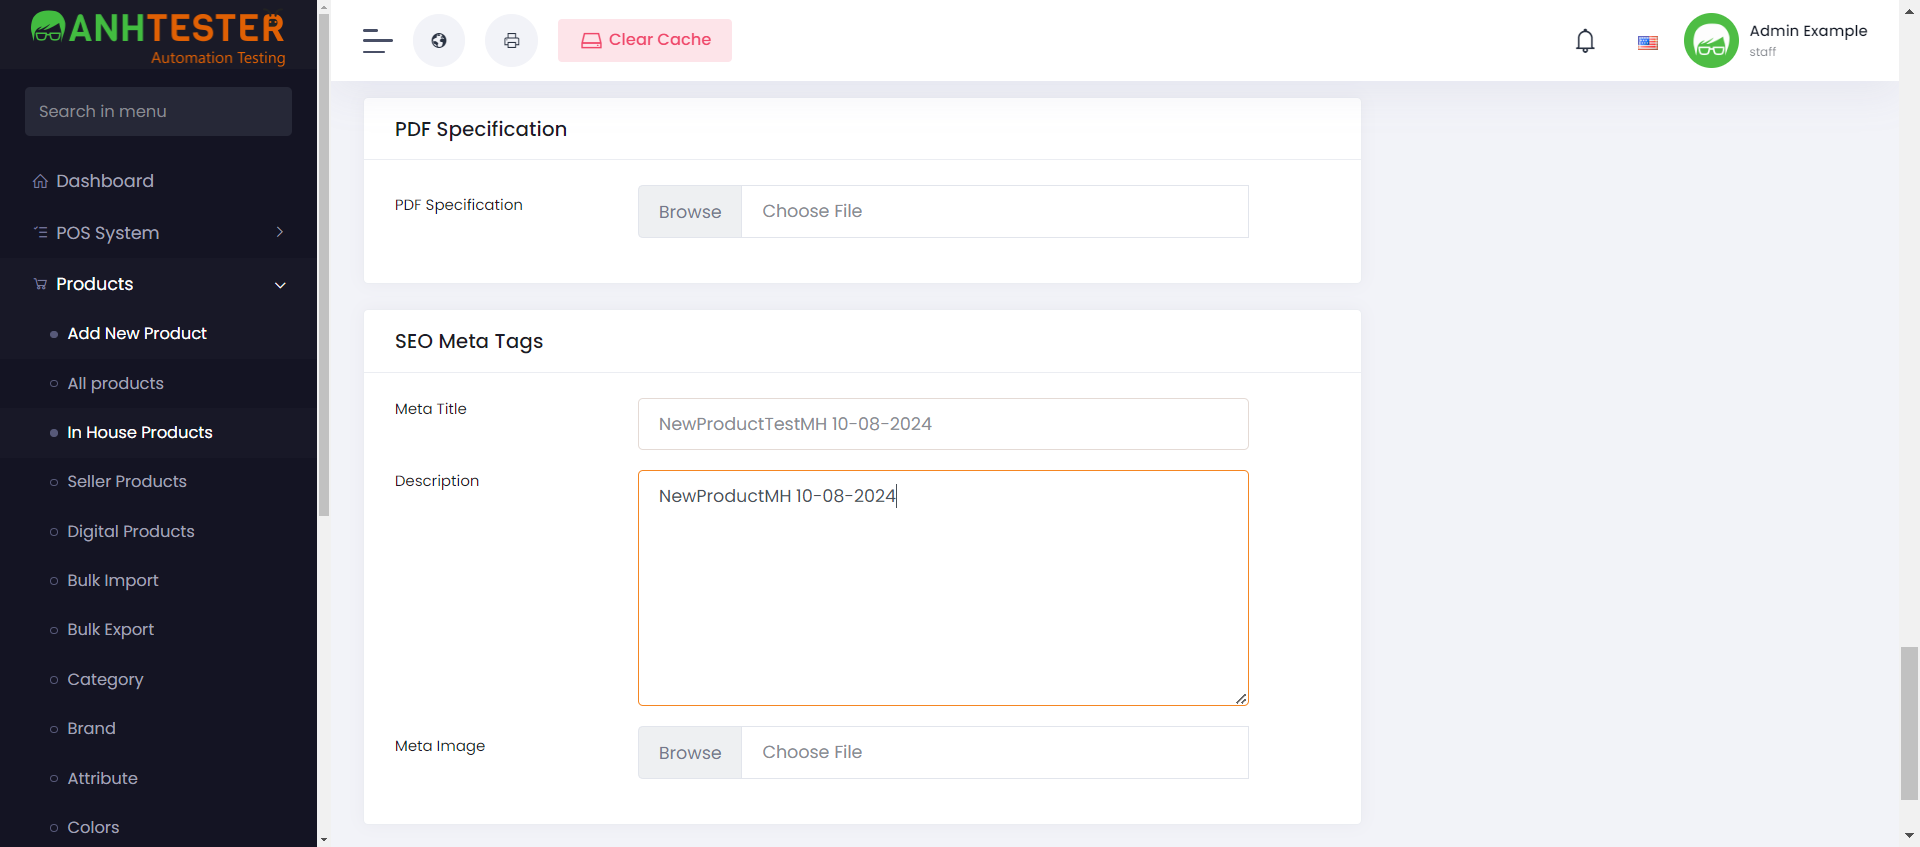 ANHTESTER
Automation Testing
Search in menu
Dashboard
POS System
Products
Add New Product
All products
In House Products
Seller Products
Digital Products
Bulk Import
Bulk Export
Category
Brand
Attribute
Colors
Clear Cache
Admin Example
staff
PDF Specification
PDF Specification
Browse
Choose File
SEO Meta Tags
Meta Title
NewProductTestMH 10-08-2024
Description
NewProductMH 10-08-2024
Meta Image
Browse
Choose File